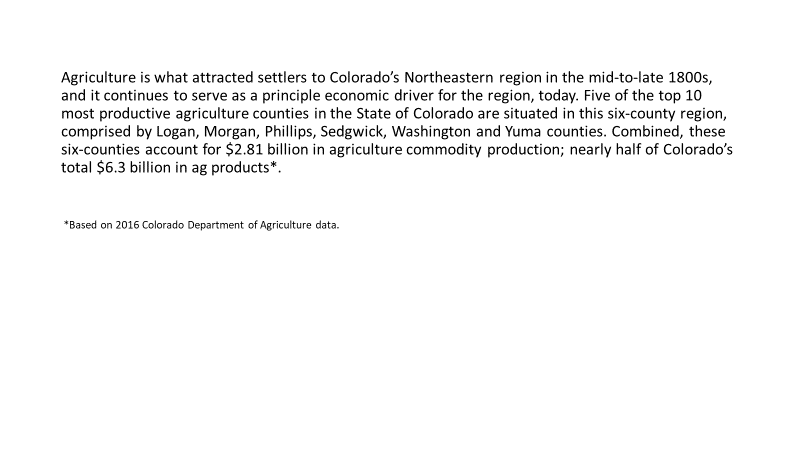 Agriculture is what attracted settlers to Colorado’s Northeastern region in the mid-to-late 1800s,
and it continues to serve as a principle economic driver for the region, today. Five of the top 10
most productive agriculture counties in the State of Colorado are situated in this six-county region,
comprised by Logan, Morgan, Phillips, Sedgwick, Washington and Yuma counties. Combined, these
six-counties account for $2.81 billion in agriculture commodity production; nearly half of Colorado’s
total $6.3 billion in ag products*.
*Based on 2016 Colorado Department of Agriculture data.